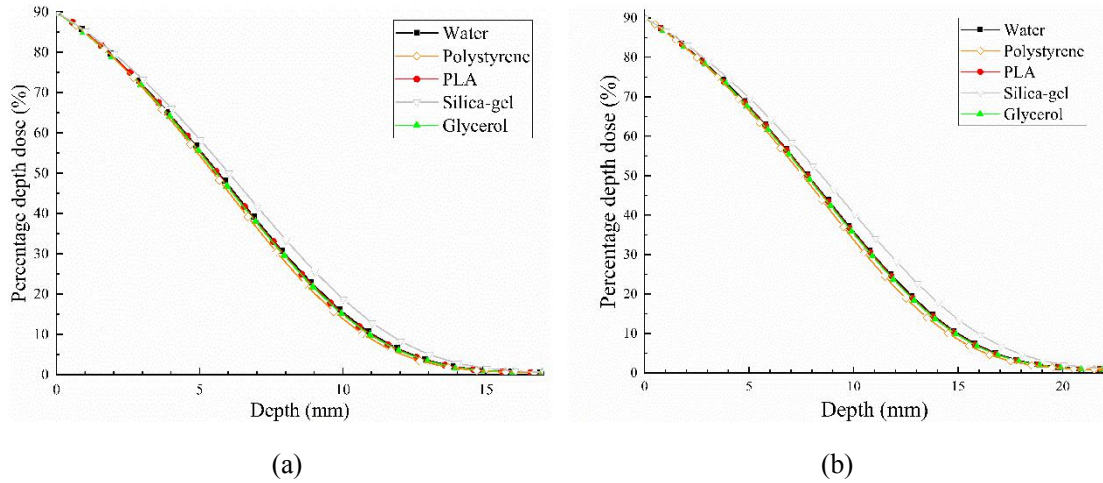 90
80
70
60
50
40
30
20
10
0
Percentage depth dose (%)
Water
Polystyrene
PLA
Silica-gel
Glycerol
0 5 10 15
Depth (mm)
(a)
90
80
70
60
50
40
30
20
10
0
Percentage depth dose (%)
Water
Polystyrene
PLA
Silica-gel
Glycerol
0 5 10 15 20
Depth (mm)
(b)